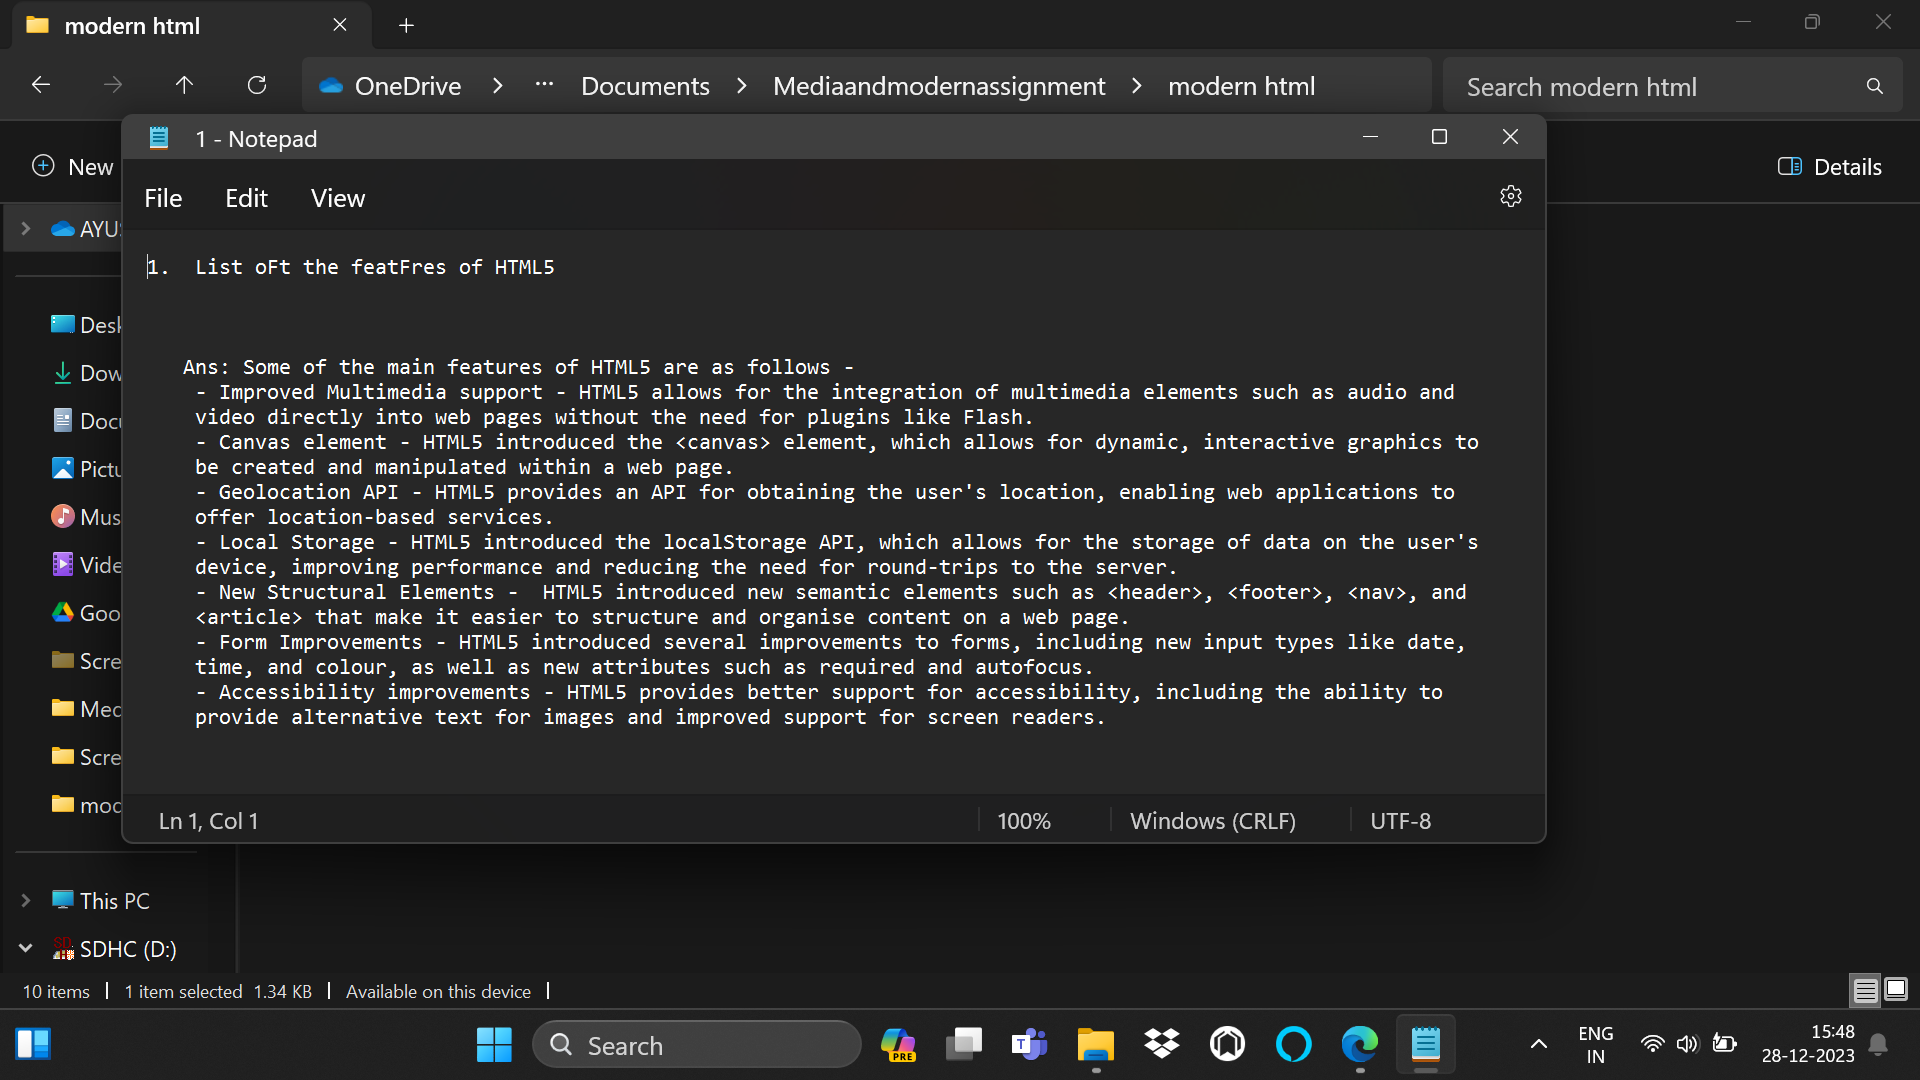 modern html
OneDrive > ... Documents > Mediaandmodernassignment > modern html
Search modern html
1 - Notepad
New
Details
File Edit View
AYUS
1. List oFt the featFres of HTML5
Desk
Ans: Some of the main features of HTML5 are as follows -
Dow
- Improved Multimedia support - HTML5 allows for the integration of multimedia elements such as audio and
video directly into web pages without the need for plugins like Flash.
Docu
- Canvas element - HTML5 introduced the <canvas> element, which allows for dynamic, interactive graphics to
be created and manipulated within a web page.
Pictu
- Geolocation API - HTML5 provides an API for obtaining the user's location, enabling web applications to
offer location-based services.
Mus
- Local Storage - HTML5 introduced the localStorage API, which allows for the storage of data on the user's
device, improving performance and reducing the need for round-trips to the server.
Vide
- New Structural Elements -  HTML5 introduced new semantic elements such as <header>, <footer>, <nav>, and
<article> that make it easier to structure and organise content on a web page.
Goo
- Form Improvements - HTML5 introduced several improvements to forms, including new input types like date,
time, and colour, as well as new attributes such as required and autofocus.
Scre
- Accessibility improvements - HTML5 provides better support for accessibility, including the ability to
provide alternative text for images and improved support for screen readers.
Med
Scre
mod
Ln 1, Col 1 100% Windows (CRLF) UTF-8
This PC
SDHC (D:)
10 items 1 item selected 1.34 KB Available on this device
Search
PRE
ENG
IN
15:48
28-12-2023